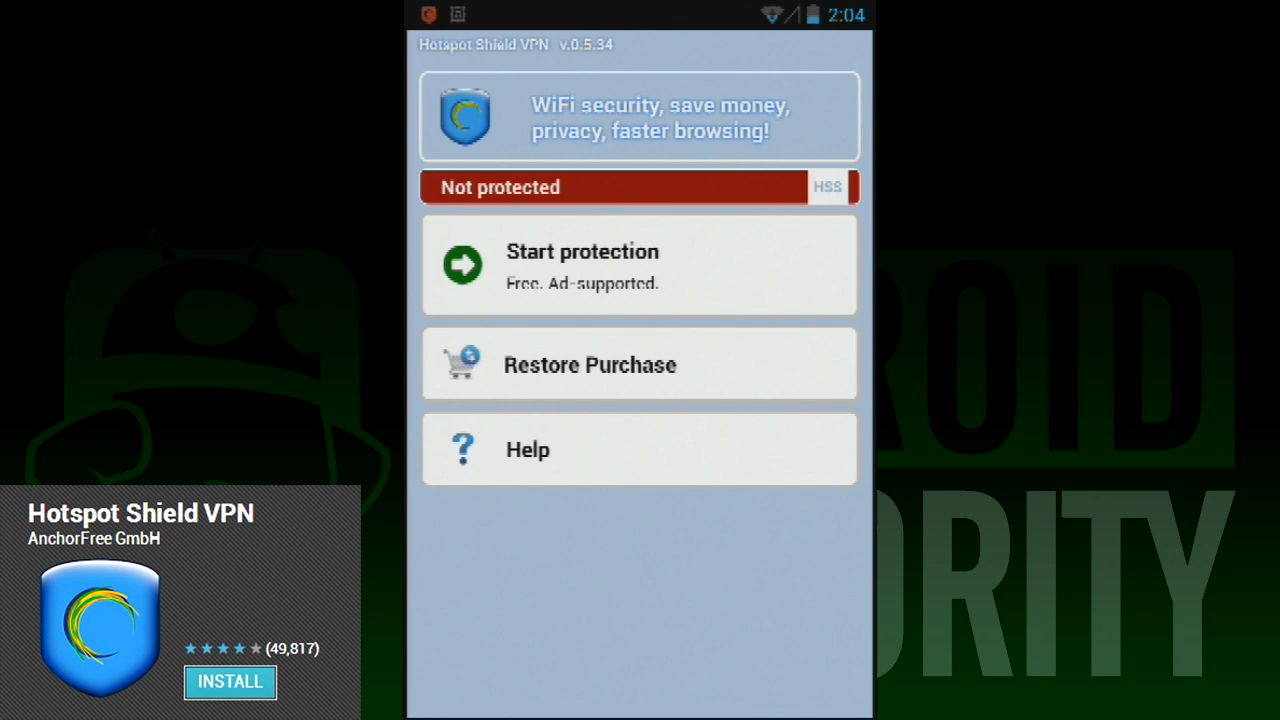 2:04
Hotspot Shield VPN v.0.5.34
WiFi security, save money,
privacy, faster browsing!
Not protected
HSS
Start protection
Free. Ad-supported.
Restore Purchase
Help
Hotspot Shield VPN
AnchorFree GmbH
(49,817)
INSTALL
ROID
ORITY